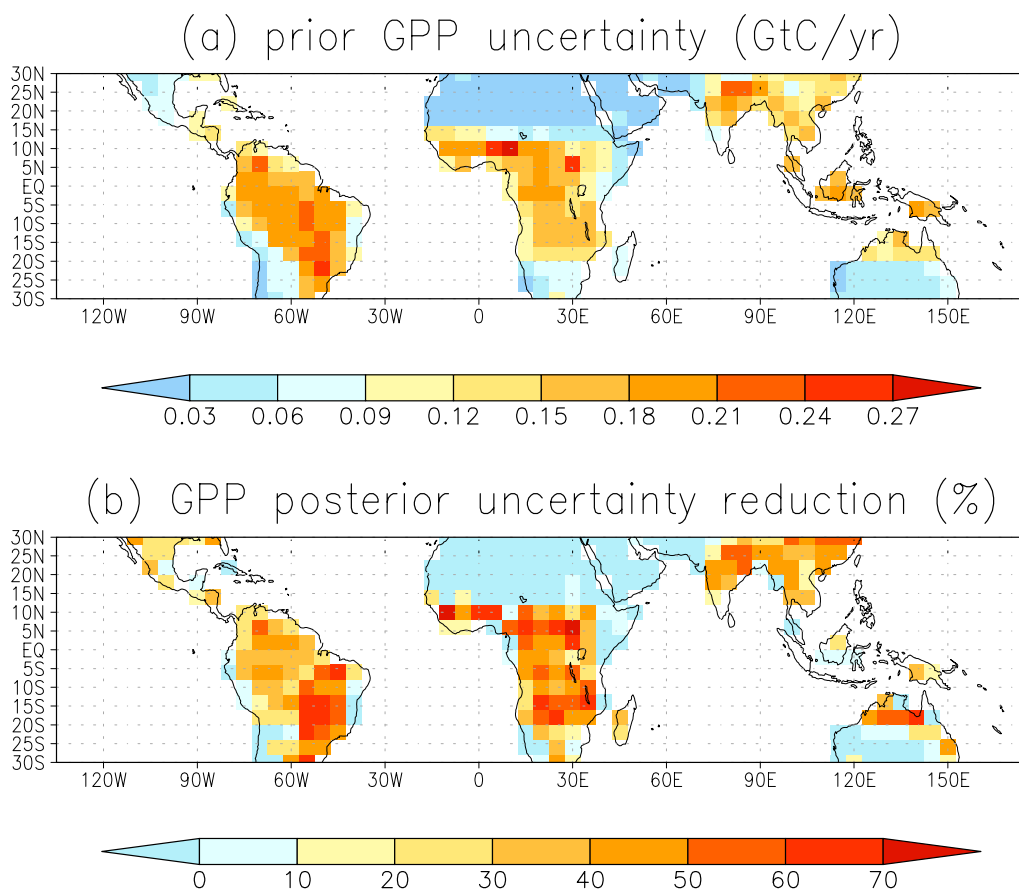 (a) prior GPP uncertainty (GtC/yr)
30N
25N
20N
15N
10N
5N
EQ
5S
10S
15S
20S
25S
30S
120W 90W 60W 30W 0 30E 60E 90E 120E 150E
0.03 0.06 0.09 0.12 0.15 0.18 0.21 0.24 0.27
(b) GPP posterior uncertainty reduction (%)
30N
25N
20N
15N
10N
5N
EQ
5S
10S
15S
20S
25S
30S
120W 90W 60W 30W 0 30E 60E 90E 120E 150E
0 10 20 30 40 50 60 70